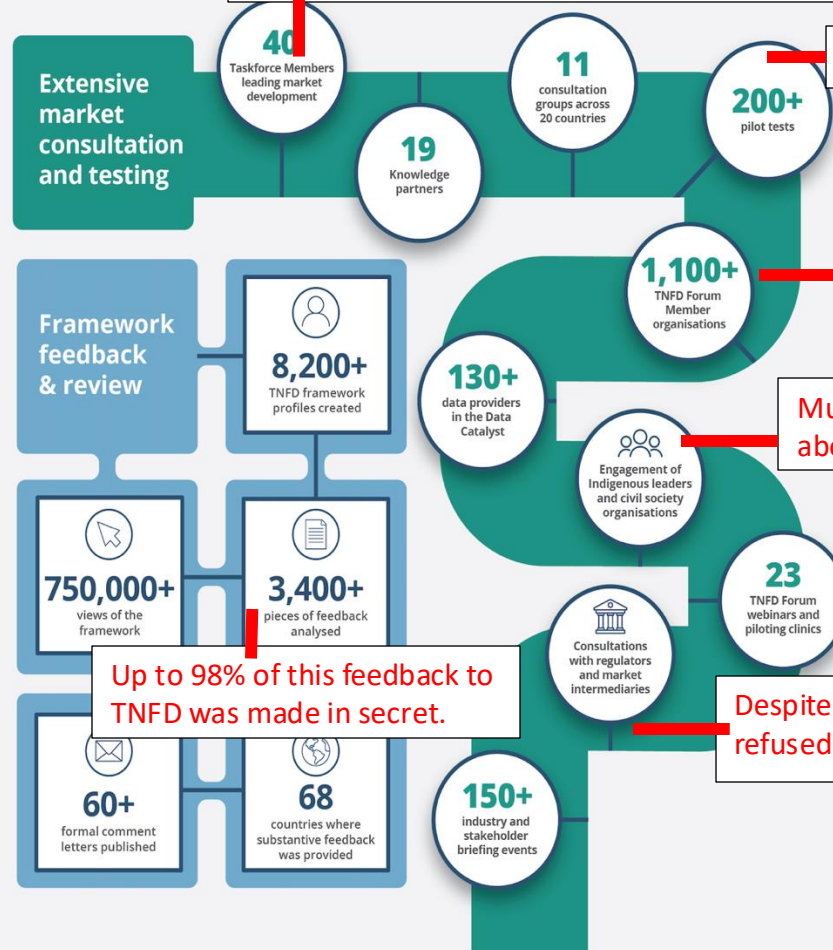 Extensive
market
consultation
and testing
40
Taskforce Members
leading market
development
19
Knowledge
partners
11
consultation
groups across
20 countries
200+
pilot tests
1,100+
TNFD Forum
Member
organisations
130+
data providers
in the Data
Catalyst
Engagement of
Indigenous leaders
and civil society
organisations
23
TNFD Forum
webinars and
piloting clinics
Consultations
with regulators
and market
intermediaries
150+
industry and
stakeholder
briefing events
Framework
feedback
& review
8,200+
TNFD framework
profiles created
750,000+
views of the
framework
3,400+
pieces of feedback
analysed
Up to 98% of this feedback to
TNFD was made in secret.
60+
formal comment
letters published
68
countries where
substantive feedback
was provided
Despite
refused